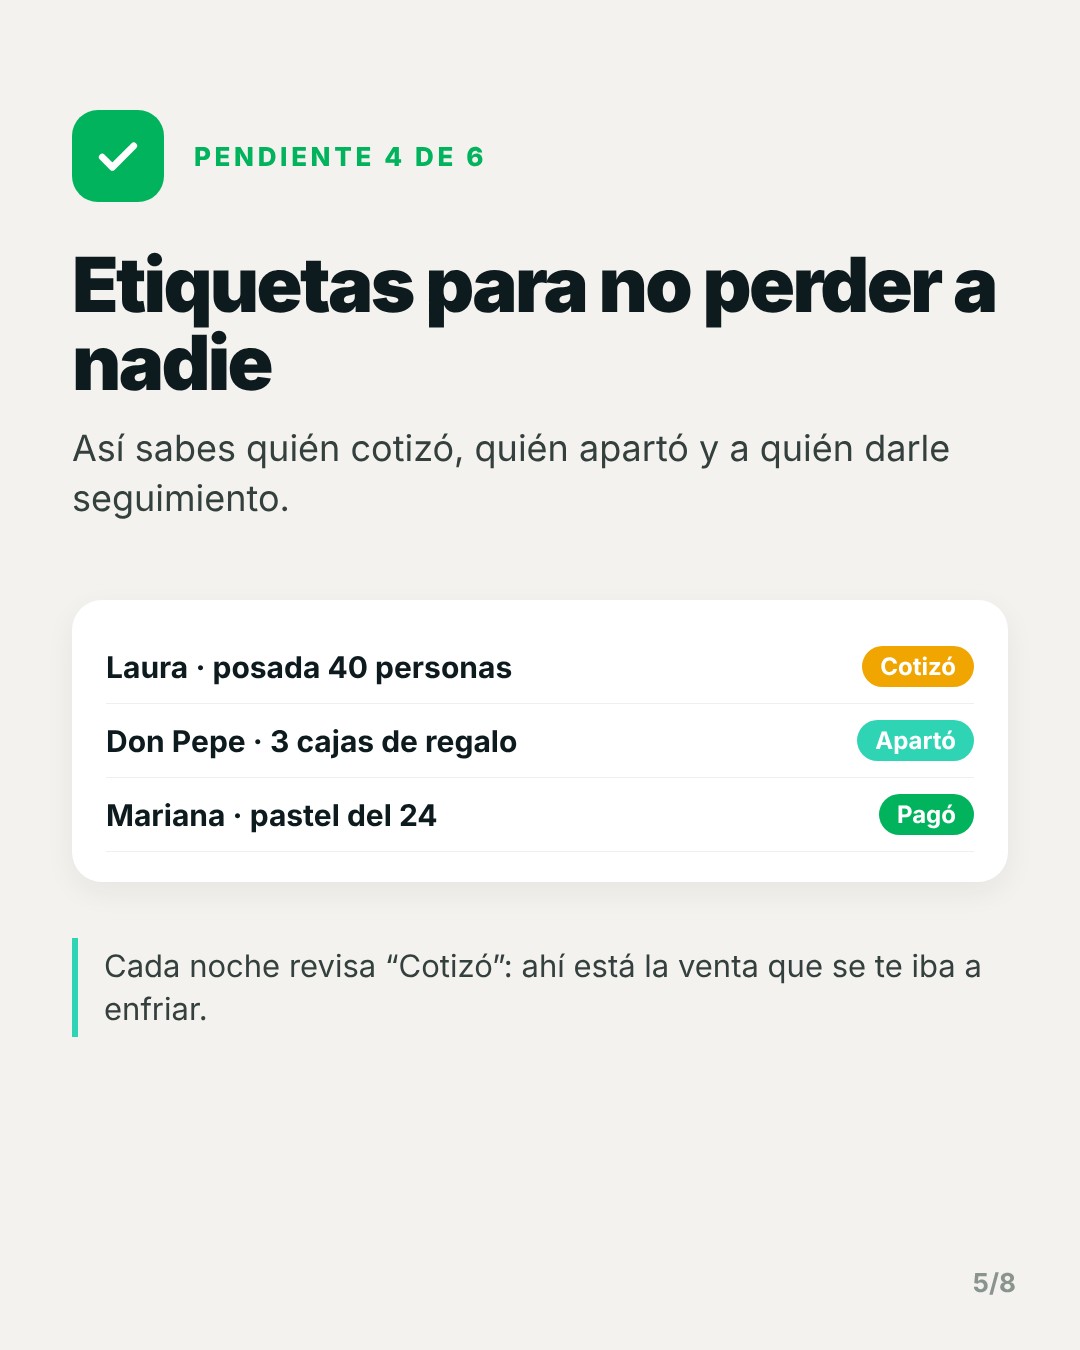 PENDIENTE 4 DE 6
Etiquetas para no perder a
nadie
Así sabes quién cotizó, quién apartó y a quién darle
seguimiento.
Laura · posada 40 personas
Cotizó
Don Pepe · 3 cajas de regalo
Apartó
Mariana · pastel del 24
Pagó
Cada noche revisa “Cotizó”: ahí está la venta que se te iba a
enfriar.
5/8